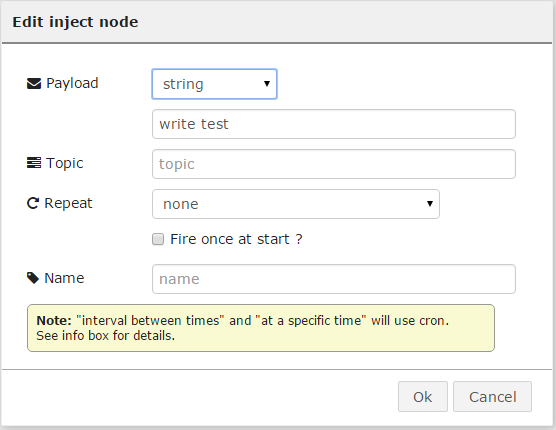 Edit inject node
Payload
string
write test
Topic
topic
Repeat
none
Fire once at start ?
Name
name
Note: "interval between times" and "at a specific time" will use cron.
See info box for details.
Ok
Cancel